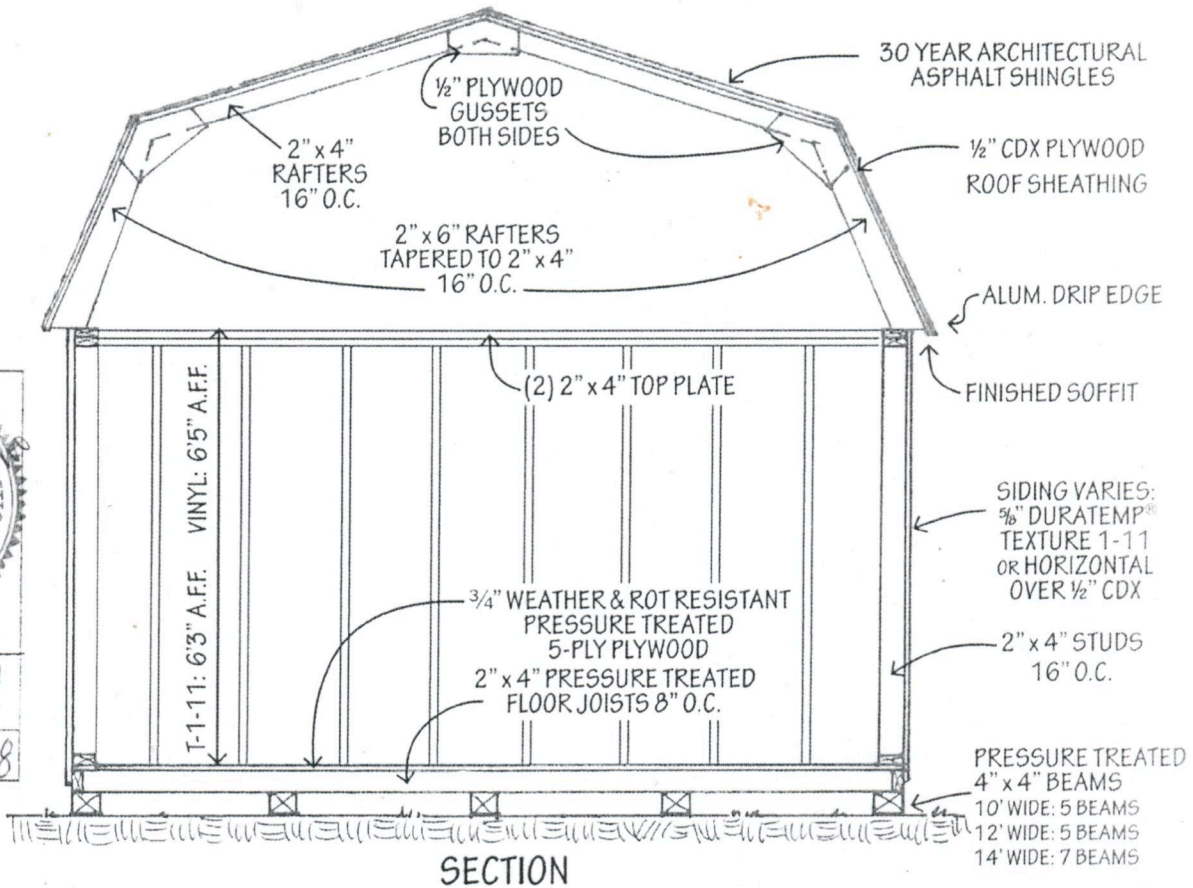 ½" PLYWOOD
GUSSETS
BOTH SIDES
30 YEAR ARCHITECTURAL
ASPHALT SHINGLES
2" x 4"
RAFTERS
16" O.C.
½" CDX PLYWOOD
ROOF SHEATHING
2" x 6" RAFTERS
TAPERED TO 2" x 4"
16" O.C.
ALUM. DRIP EDGE
(2) 2" x 4" TOP PLATE
FINISHED SOFFIT
T-1-11: 6'3" A.F.F. VINYL: 6'5" A.F.F.
SIDING VARIES:
⅝" DURATEMP®
TEXTURE 1-11
OR HORIZONTAL
OVER ½" CDX
¾" WEATHER & ROT RESISTANT
PRESSURE TREATED
5-PLY PLYWOOD
2" x 4" PRESSURE TREATED
FLOOR JOISTS 8" O.C.
2" x 4" STUDS
16" O.C.
8
PRESSURE TREATED
4" x 4" BEAMS
10' WIDE: 5 BEAMS
12' WIDE: 5 BEAMS
14' WIDE: 7 BEAMS
SECTION